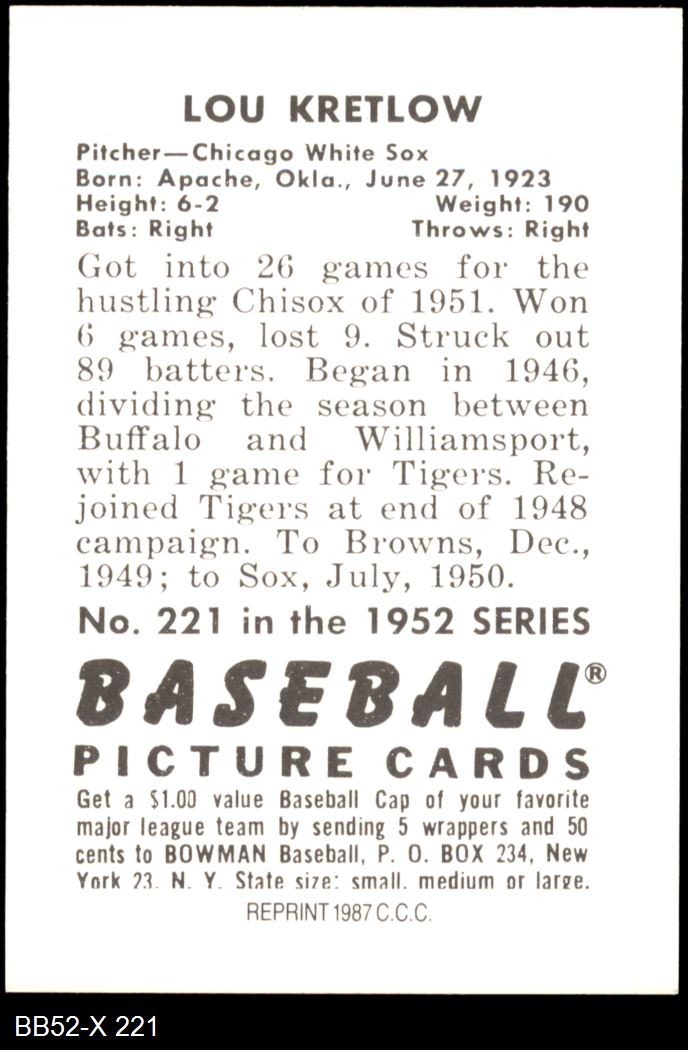 LOU KRETLOW
Pitcher—Chicago White Sox
Born: Apache, Okla., June 27, 1923
Height: 6-2 Weight: 190
Bats: Right Throws: Right
Got into 26 games for the
hustling Chisox of 1951. Won
6 games, lost 9. Struck out
89 batters. Began in 1946,
dividing the season between
Buffalo and Williamsport,
with 1 game for Tigers. Re-
joined Tigers at end of 1948
campaign. To Browns, Dec.,
1949; to Sox, July, 1950.
No. 221 in the 1952 SERIES
BASEBALL®
PICTURE CARDS
Get a $1.00 value Baseball Cap of your favorite
major league team by sending 5 wrappers and 50
cents to BOWMAN Baseball, P. O. BOX 234, New
York 23, N. Y. State size: small, medium or large.
REPRINT 1987 C.C.C.
BB52-X 221